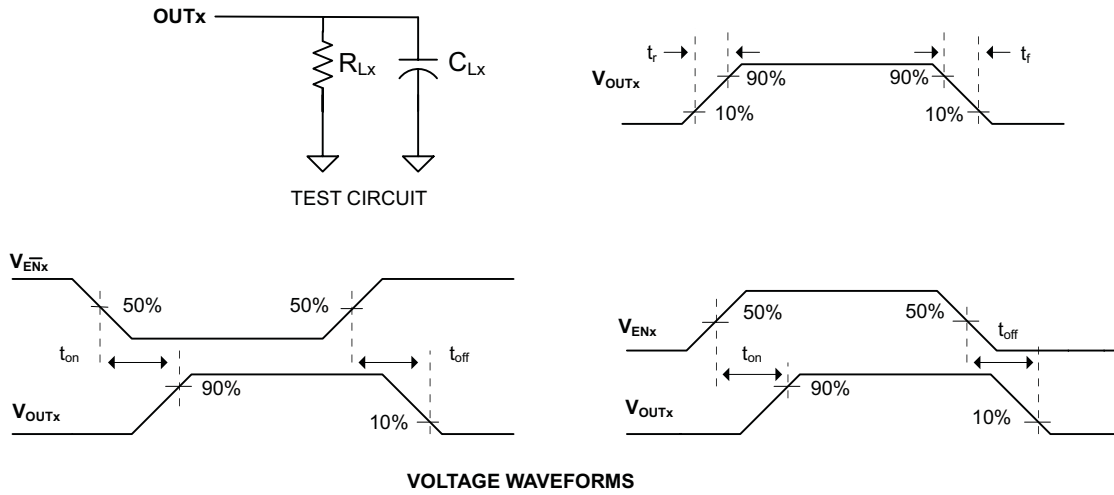 OUTx
RLx
CLx
TEST CIRCUIT
tr
tf
VOUTx
90%
90%
10%
10%
VEN̅x
50%
50%
ton
toff
90%
VOUTx
10%
VENx
50%
50%
ton
toff
90%
VOUTx
10%
VOLTAGE WAVEFORMS